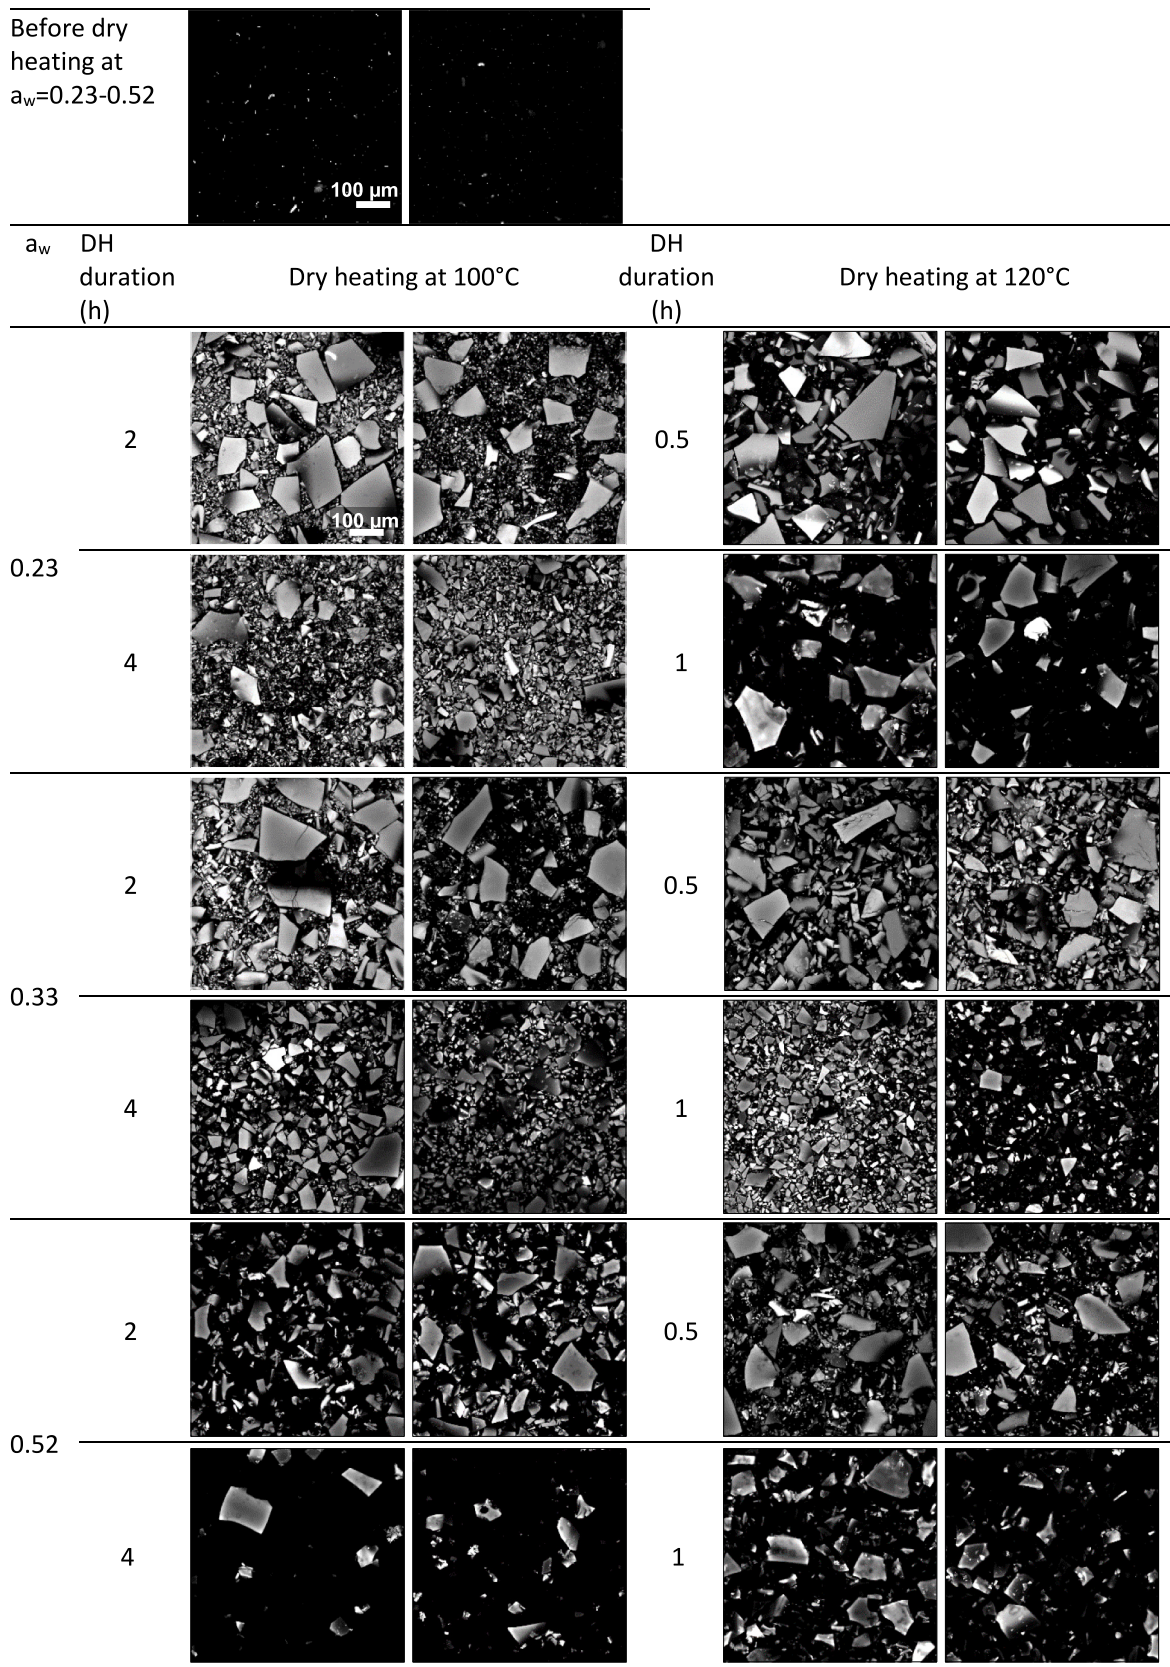 Before dry
heating at
aw=0.23-0.52
100 µm
aw DH
duration
(h)
Dry heating at 100°C
DH
duration
(h)
Dry heating at 120°C
2
0.5
100 µm
0.23
4
1
2
0.5
0.33
4
1
2
0.5
0.52
4
1